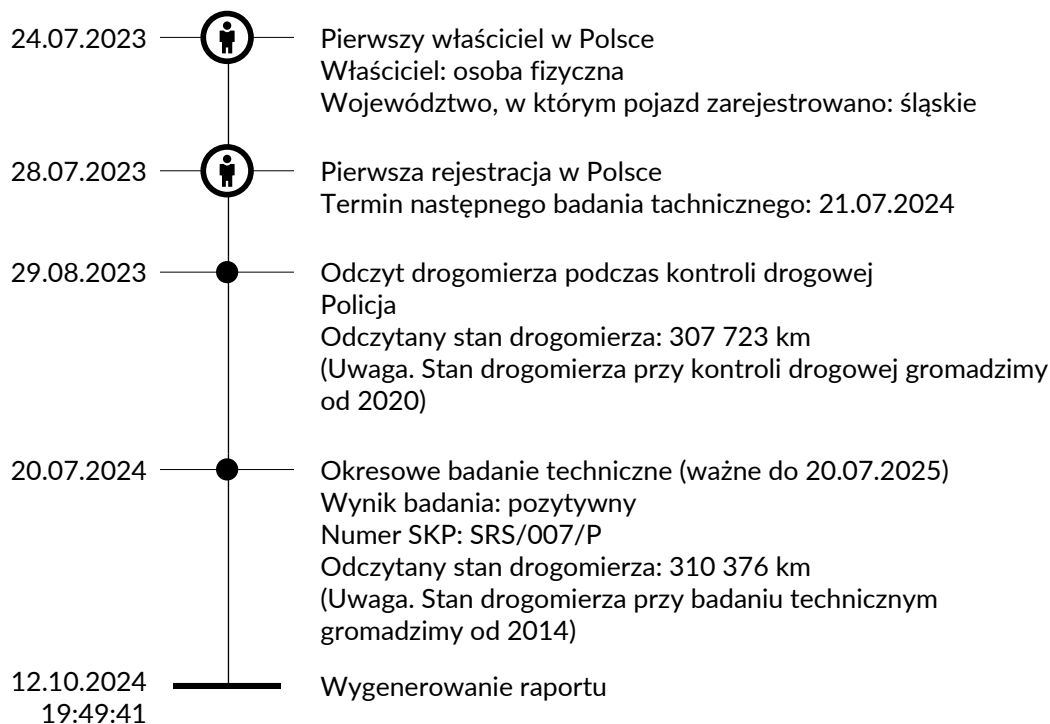 24.07.2023
Pierwszy właściciel w Polsce
Właściciel: osoba fizyczna
Województwo, w którym pojazd zarejestrowano: śląskie
28.07.2023
Pierwsza rejestracja w Polsce
Termin następnego badania tachnicznego: 21.07.2024
29.08.2023
Odczyt drogomierza podczas kontroli drogowej
Policja
Odczytany stan drogomierza: 307 723 km
(Uwaga. Stan drogomierza przy kontroli drogowej gromadzimy
od 2020)
20.07.2024
Okresowe badanie techniczne (ważne do 20.07.2025)
Wynik badania: pozytywny
Numer SKP: SRS/007/P
Odczytany stan drogomierza: 310 376 km
(Uwaga. Stan drogomierza przy badaniu technicznym
gromadzimy od 2014)
12.10.2024
19:49:41
Wygenerowanie raportu